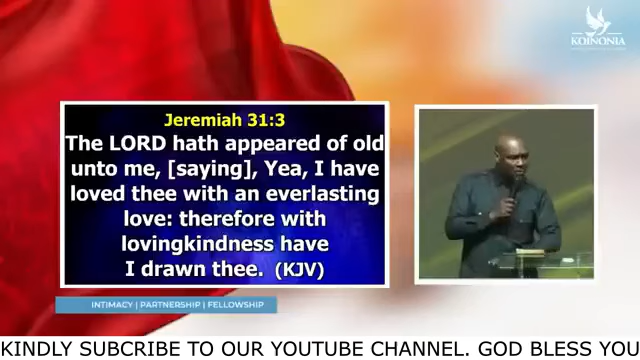 KOINONIA
Jeremiah 31:3
The LORD hath appeared of old
unto me, [saying], Yea, I have
loved thee with an everlasting
love: therefore with
lovingkindness have
I drawn thee. (KJV)
INTIMACY | PARTNERSHIP | FELLOWSHIP
KINDLY SUBCRIBE TO OUR YOUTUBE CHANNEL. GOD BLESS YOU